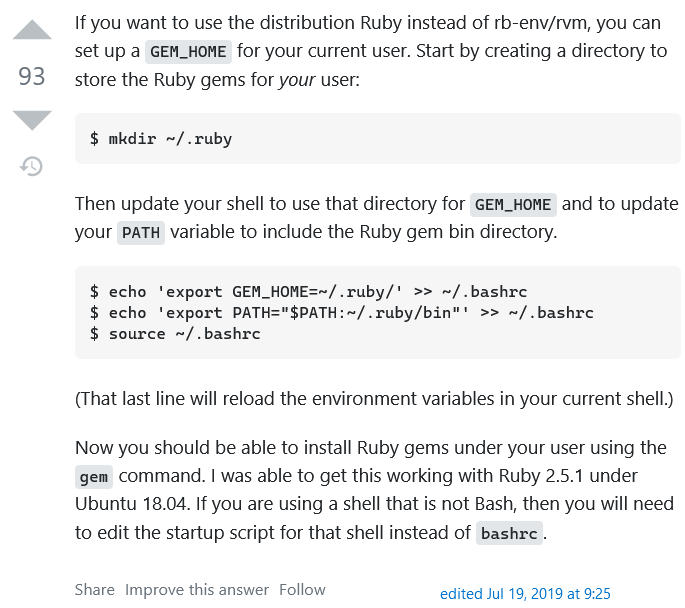 If you want to use the distribution Ruby instead of rb-env/rvm, you can
set up a GEM_HOME for your current user. Start by creating a directory to
93
store the Ruby gems for your user:
$ mkdir ~/.ruby
Then update your shell to use that directory for GEM_HOME and to update
your PATH variable to include the Ruby gem bin directory.
$ echo 'export GEM_HOME=~/.ruby/' >> ~/.bashrc
$ echo 'export PATH="$PATH:~/.ruby/bin"' >> ~/.bashrc
$ source ~/.bashrc
(That last line will reload the environment variables in your current shell.)
Now you should be able to install Ruby gems under your user using the
gem command. I was able to get this working with Ruby 2.5.1 under
Ubuntu 18.04. If you are using a shell that is not Bash, then you will need
to edit the startup script for that shell instead of bashrc.
Share Improve this answer Follow
edited Jul 19, 2019 at 9:25